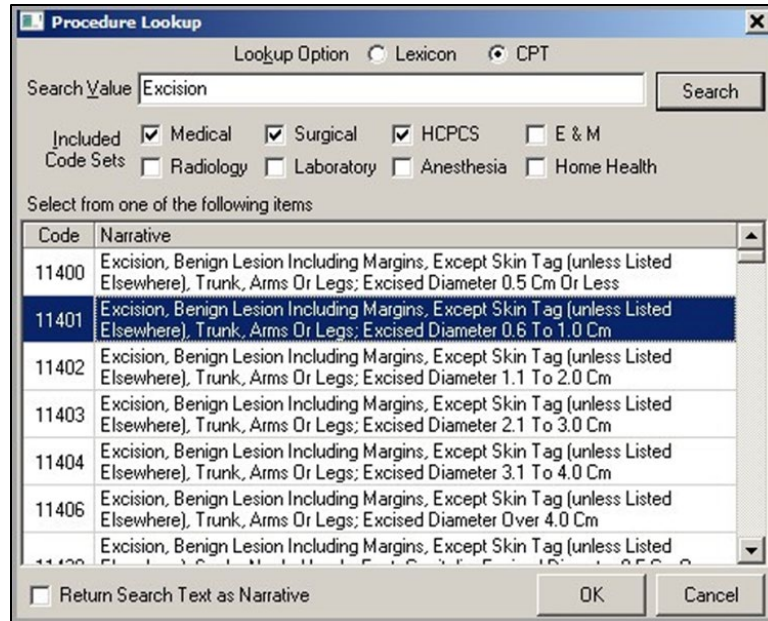 Procedure Lookup
Lookup Option Lexicon CPT
Search Value Excision Search
Included Code Sets
Medical Surgical HCPCS E & M
Radiology Laboratory Anesthesia Home Health
Select from one of the following items
Code Narrative
11400 Excision, Benign Lesion Including Margins, Except Skin Tag (unless Listed
Elsewhere), Trunk, Arms Or Legs; Excised Diameter 0.5 Cm Or Less
11401 Excision, Benign Lesion Including Margins, Except Skin Tag (unless Listed
Elsewhere), Trunk, Arms Or Legs; Excised Diameter 0.6 To 1.0 Cm
11402 Excision, Benign Lesion Including Margins, Except Skin Tag (unless Listed
Elsewhere), Trunk, Arms Or Legs; Excised Diameter 1.1 To 2.0 Cm
11403 Excision, Benign Lesion Including Margins, Except Skin Tag (unless Listed
Elsewhere), Trunk, Arms Or Legs; Excised Diameter 2.1 To 3.0 Cm
11404 Excision, Benign Lesion Including Margins, Except Skin Tag (unless Listed
Elsewhere), Trunk, Arms Or Legs; Excised Diameter 3.1 To 4.0 Cm
11406 Excision, Benign Lesion Including Margins, Except Skin Tag (unless Listed
Elsewhere), Trunk, Arms Or Legs; Excised Diameter Over 4.0 Cm
Excision, Benign Lesion Including Margins, Except Skin Tag (unless Listed
Return Search Text as Narrative OK Cancel